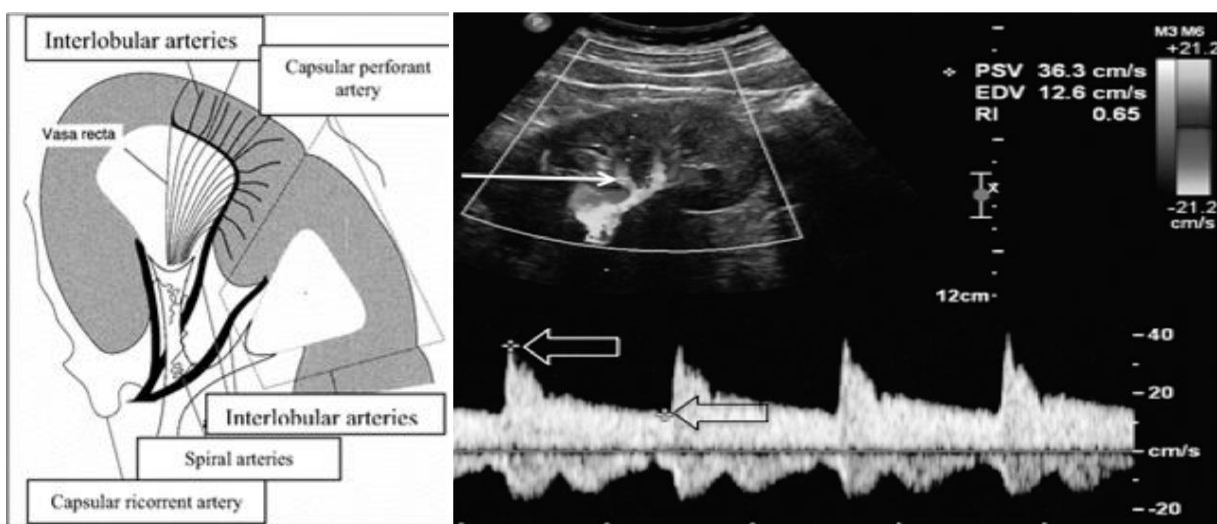 Interlobular arteries
Capsular perforant
artery
Vasa recta
Interlobular arteries
Spiral arteries
Capsular ricorrent artery
P
M3 M6
+21.2
PSV 36.3 cm/s
EDV 12.6 cm/s
RI 0.65
x
-21.2
cm/s
12cm
40
20
cm/s
-20